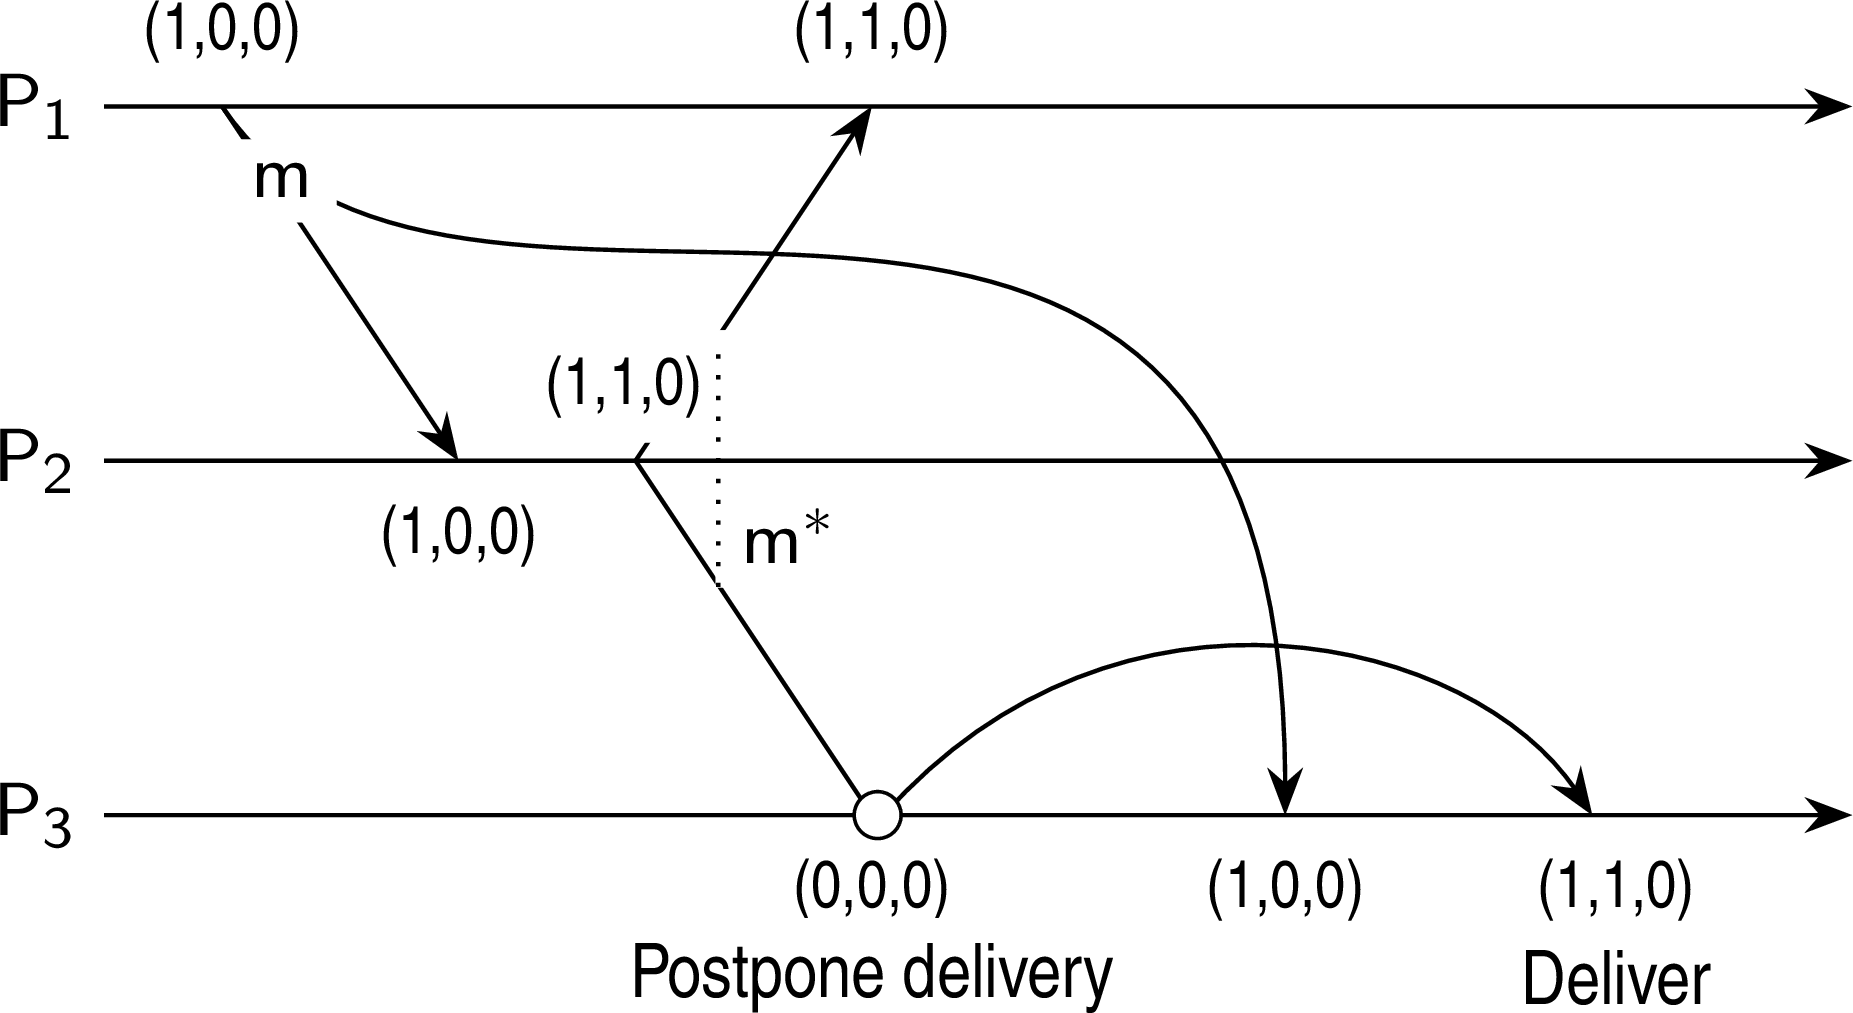 (1,0,0)
(1,1,0)
P1
m
(1,1,0)
P2
(1,0,0)
m*
P3
(0,0,0)
(1,0,0)
(1,1,0)
Postpone delivery
Deliver